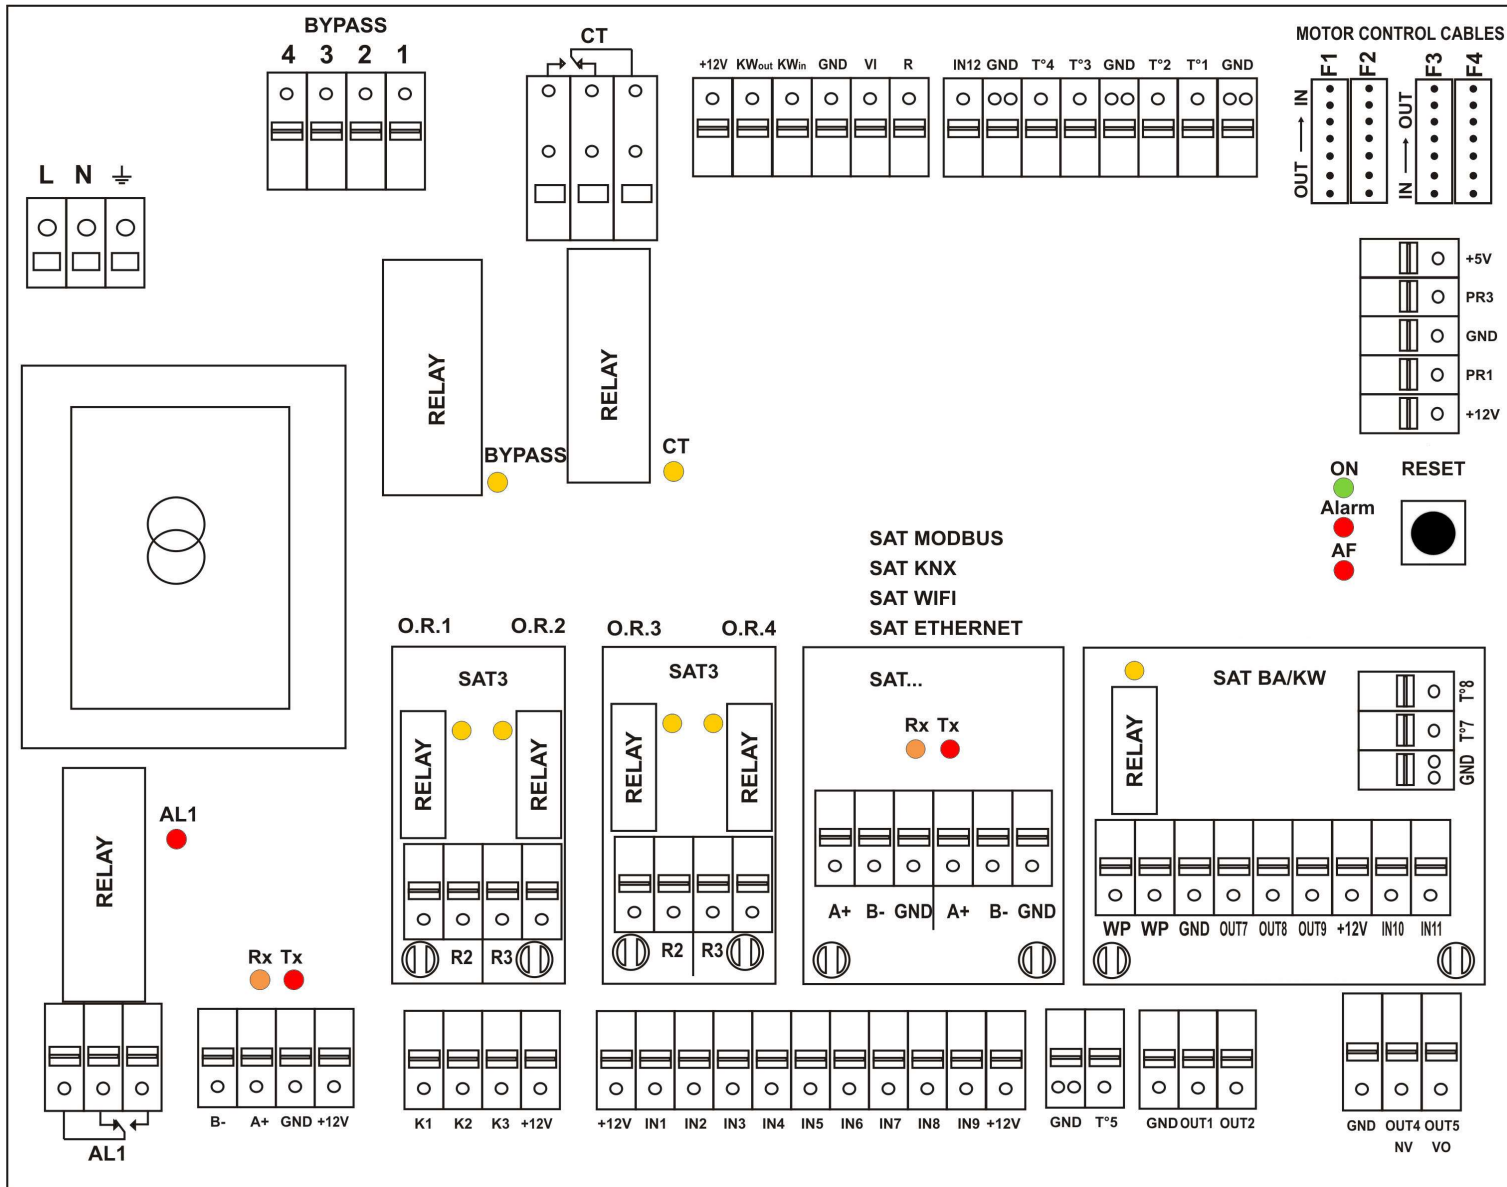 BYPASS
4 3 2 1
CT
+12V KWout KWin GND VI R
IN12 GND T°4 T°3 GND T°2 T°1 GND
MOTOR CONTROL CABLES
F1 F2 F3 F4
OUT → IN
IN → OUT
L N
+5V
PR3
GND
PR1
+12V
RELAY
BYPASS
RELAY
CT
ON
Alarm
AF
RESET
SAT MODBUS
SAT KNX
SAT WIFI
SAT ETHERNET
O.R.1 O.R.2
SAT3
RELAY
RELAY
R2 R3
O.R.3 O.R.4
SAT3
RELAY
RELAY
R2 R3
SAT...
Rx Tx
A+ B- GND A+ B- GND
SAT BA/KW
RELAY
T°8
T°7
GND
WP WP GND OUT7 OUT8 OUT9 +12V IN10 IN11
RELAY
AL1
AL1
Rx Tx
B- A+ GND +12V
K1 K2 K3 +12V
+12V IN1 IN2 IN3 IN4 IN5 IN6 IN7 IN8 IN9 +12V
GND T°5
GND OUT1 OUT2
GND OUT4 OUT5
NV VO